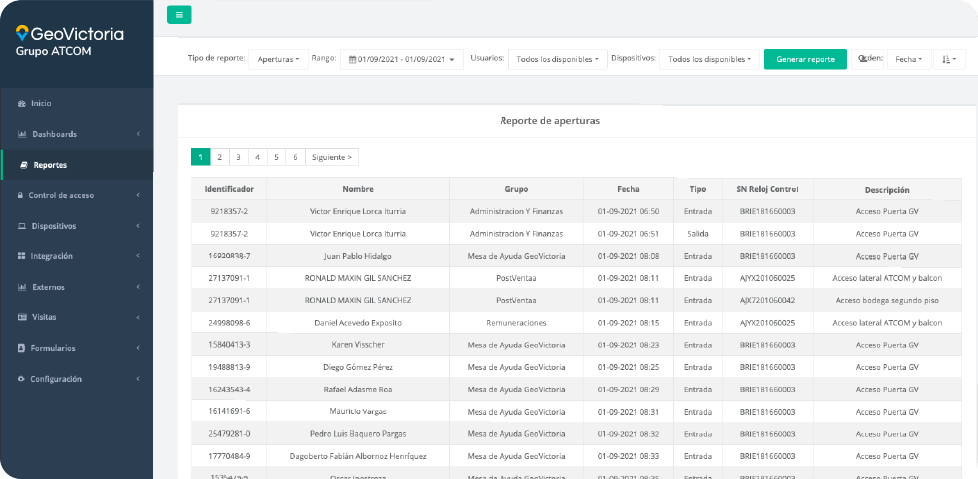 GeoVictoria
Grupo ATCOM
Inicio
Dashboards
Reportes
Control de acceso
Dispositivos
Integración
Externos
Visitas
Formularios
Configuración
Tipo de reporte: Aperturas Rango: 01/09/2021 - 01/09/2021 Usuarios: Todos los disponibles Dispositivos: Todos los disponibles Generar reporte Fecha
Reporte de aperturas
1 2 3 4 5 6 Siguiente >
Identificador Nombre Grupo Fecha Tipo SN Reloj Control Descripción
9218357-2 Victor Enrique Lorca Iturria Administracion Y Finanzas 01-09-2021 06:50 Entrada BRIE181660003 Acceso Puerta GV
9218357-2 Victor Enrique Lorca Iturria Administracion Y Finanzas 01-09-2021 06:51 Salida BRIE181660003 Acceso Puerta GV
Juan Pablo Hidalgo Mesa de Ayuda GeoVictoria 01-09-2021 08:08 Entrada BRIE181660003 Acceso Puerta GV
27137091-1 RONALD MAXIN GIL SANCHEZ PostVentaa 01-09-2021 08:11 Entrada AJYX201060025 Acceso lateral ATCOM y balcon
27137091-1 RONALD MAXIN GIL SANCHEZ PostVentaa 01-09-2021 08:11 Entrada AJX7201060042 Acceso bodega segundo piso
24998098-6 Daniel Acevedo Exposito Remuneraciones 01-09-2021 08:15 Entrada AJYX201060025 Acceso lateral ATCOM y balcon
15840413-3 Karen Visscher Mesa de Ayuda GeoVictoria 01-09-2021 08:23 Entrada BRIE181660003 Acceso Puerta GV
19488813-9 Diego Gómez Pérez Mesa de Ayuda GeoVictoria 01-09-2021 08:25 Entrada BRIE181660003 Acceso Puerta GV
16243543-4 Rafael Adasme Roa Mesa de Ayuda GeoVictoria 01-09-2021 08:29 Entrada BRIE181660003 Acceso Puerta GV
16141691-6 Mauricio Vargas Mesa de Ayuda GeoVictoria 01-09-2021 08:31 Entrada BRIE181660003 Acceso Puerta GV
25479281-0 Pedro Luis Baquero Pargas Mesa de Ayuda GeoVictoria 01-09-2021 08:32 Entrada BRIE181660003 Acceso Puerta GV
17770484-9 Dagoberto Fabián Albornoz Henríquez Mesa de Ayuda GeoVictoria 01-09-2021 08:33 Entrada BRIE181660003 Acceso Puerta GV
Mesa de Ayuda GeoVictoria 01-09-2021 08:35 Entrada BRIE181660003 Acceso Puerta GV